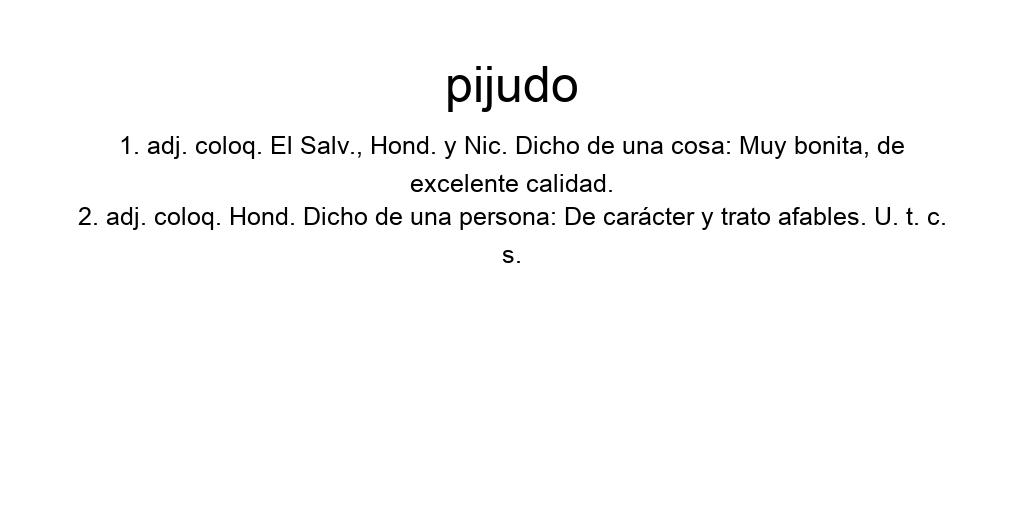 pijudo
1. adj. coloq. El Salv., Hond. y Nic. Dicho de una cosa: Muy bonita, de
excelente calidad.
2. adj. coloq. Hond. Dicho de una persona: De carácter y trato afables. U. t. c.
s.